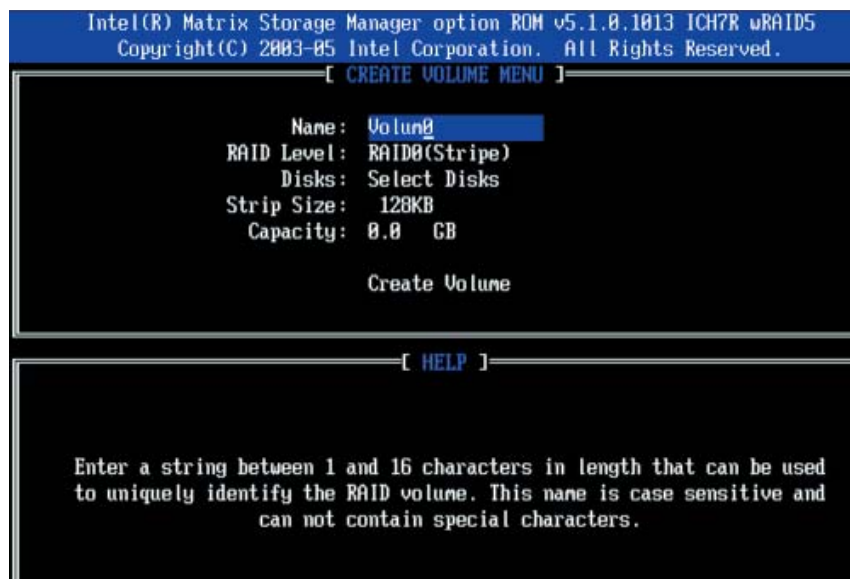 Intel(R) Matrix Storage Manager option ROM v5.1.0.1013 ICH7R wRAID5
Copyright(C) 2003-05 Intel Corporation. All Rights Reserved.
[ CREATE VOLUME MENU ]
Name: Volum0
RAID Level: RAID0(Stripe)
Disks: Select Disks
Strip Size: 128KB
Capacity: 0.0 GB
Create Volume
[ HELP ]
Enter a string between 1 and 16 characters in length that can be used
to uniquely identify the RAID volume. This name is case sensitive and
can not contain special characters.